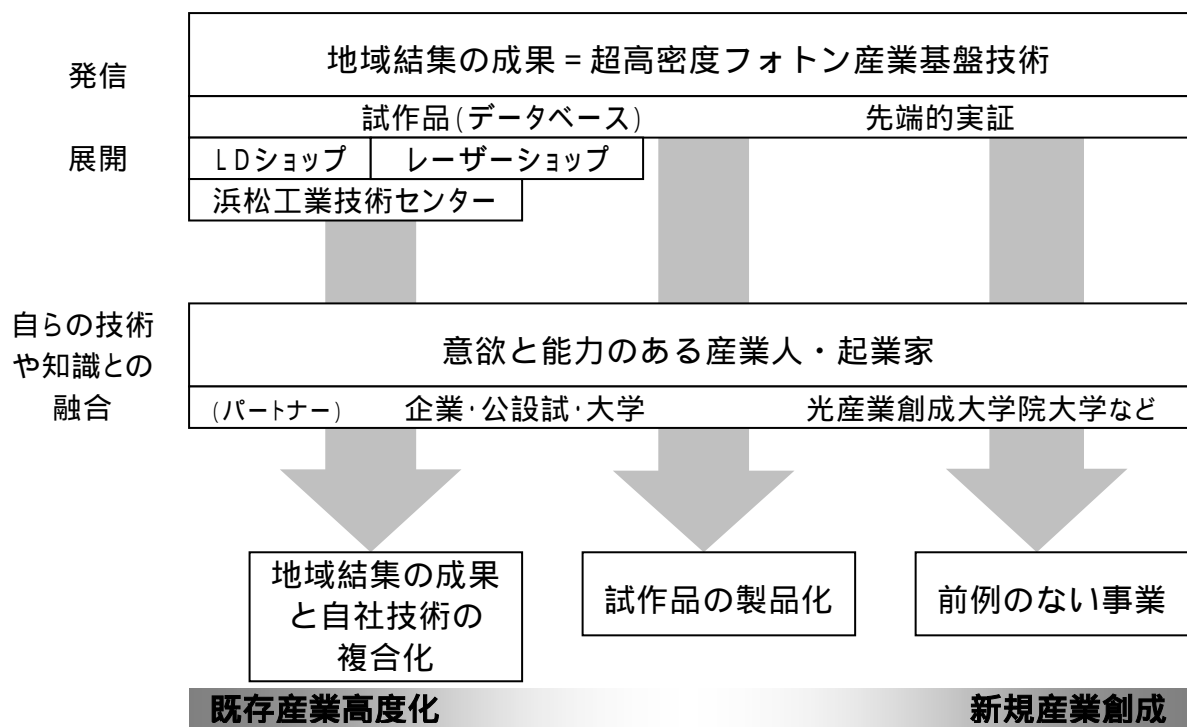 発信
地域結集の成果 = 超高密度フォトン産業基盤技術
試作品(データベース)
先端的実証
展開
LDショップ
レーザーショップ
浜松工業技術センター
自らの技術
や知識との
融合
意欲と能力のある産業人・起業家
(パートナー)
企業・公設試・大学
光産業創成大学院大学など
地域結集の成果
と自社技術の
複合化
試作品の製品化
前例のない事業
既存産業高度化
新規産業創成